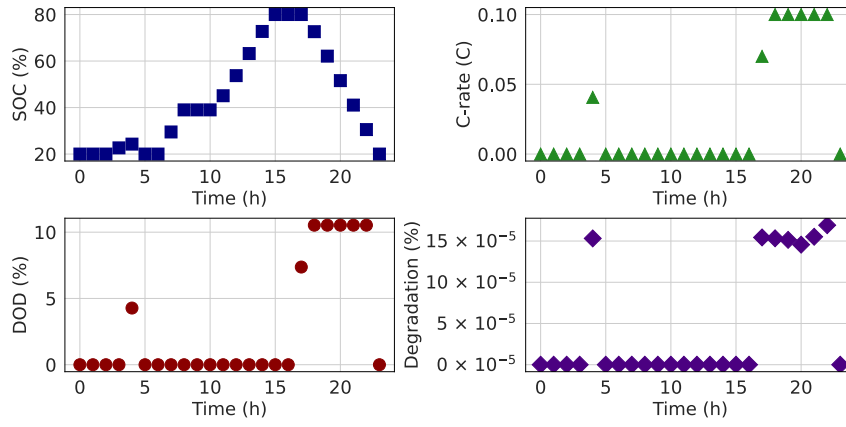 SOC (%)
80
60
40
20
0 5 10 15 20
Time (h)
C-rate (C)
0.10
0.05
0.00
0 5 10 15 20
Time (h)
DOD (%)
10
5
0
0 5 10 15 20
Time (h)
Degradation (%)
15 × 10⁻⁵
10 × 10⁻⁵
5 × 10⁻⁵
0 × 10⁻⁵
0 5 10 15 20
Time (h)